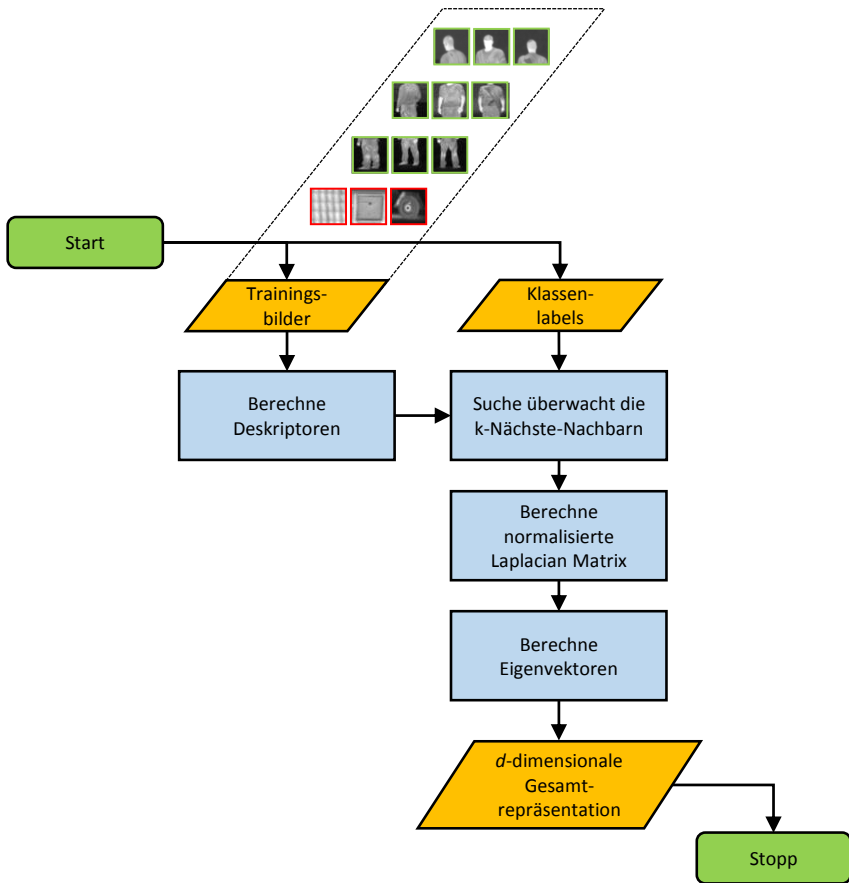 Start
Trainings-
bilder
Klassen-
labels
Berechne
Deskriptoren
Suche überwacht die
k-Nächste-Nachbarn
Berechne
normalisierte
Laplacian Matrix
Berechne
Eigenvektoren
d-dimensionale
Gesamt-
repräsentation
Stopp